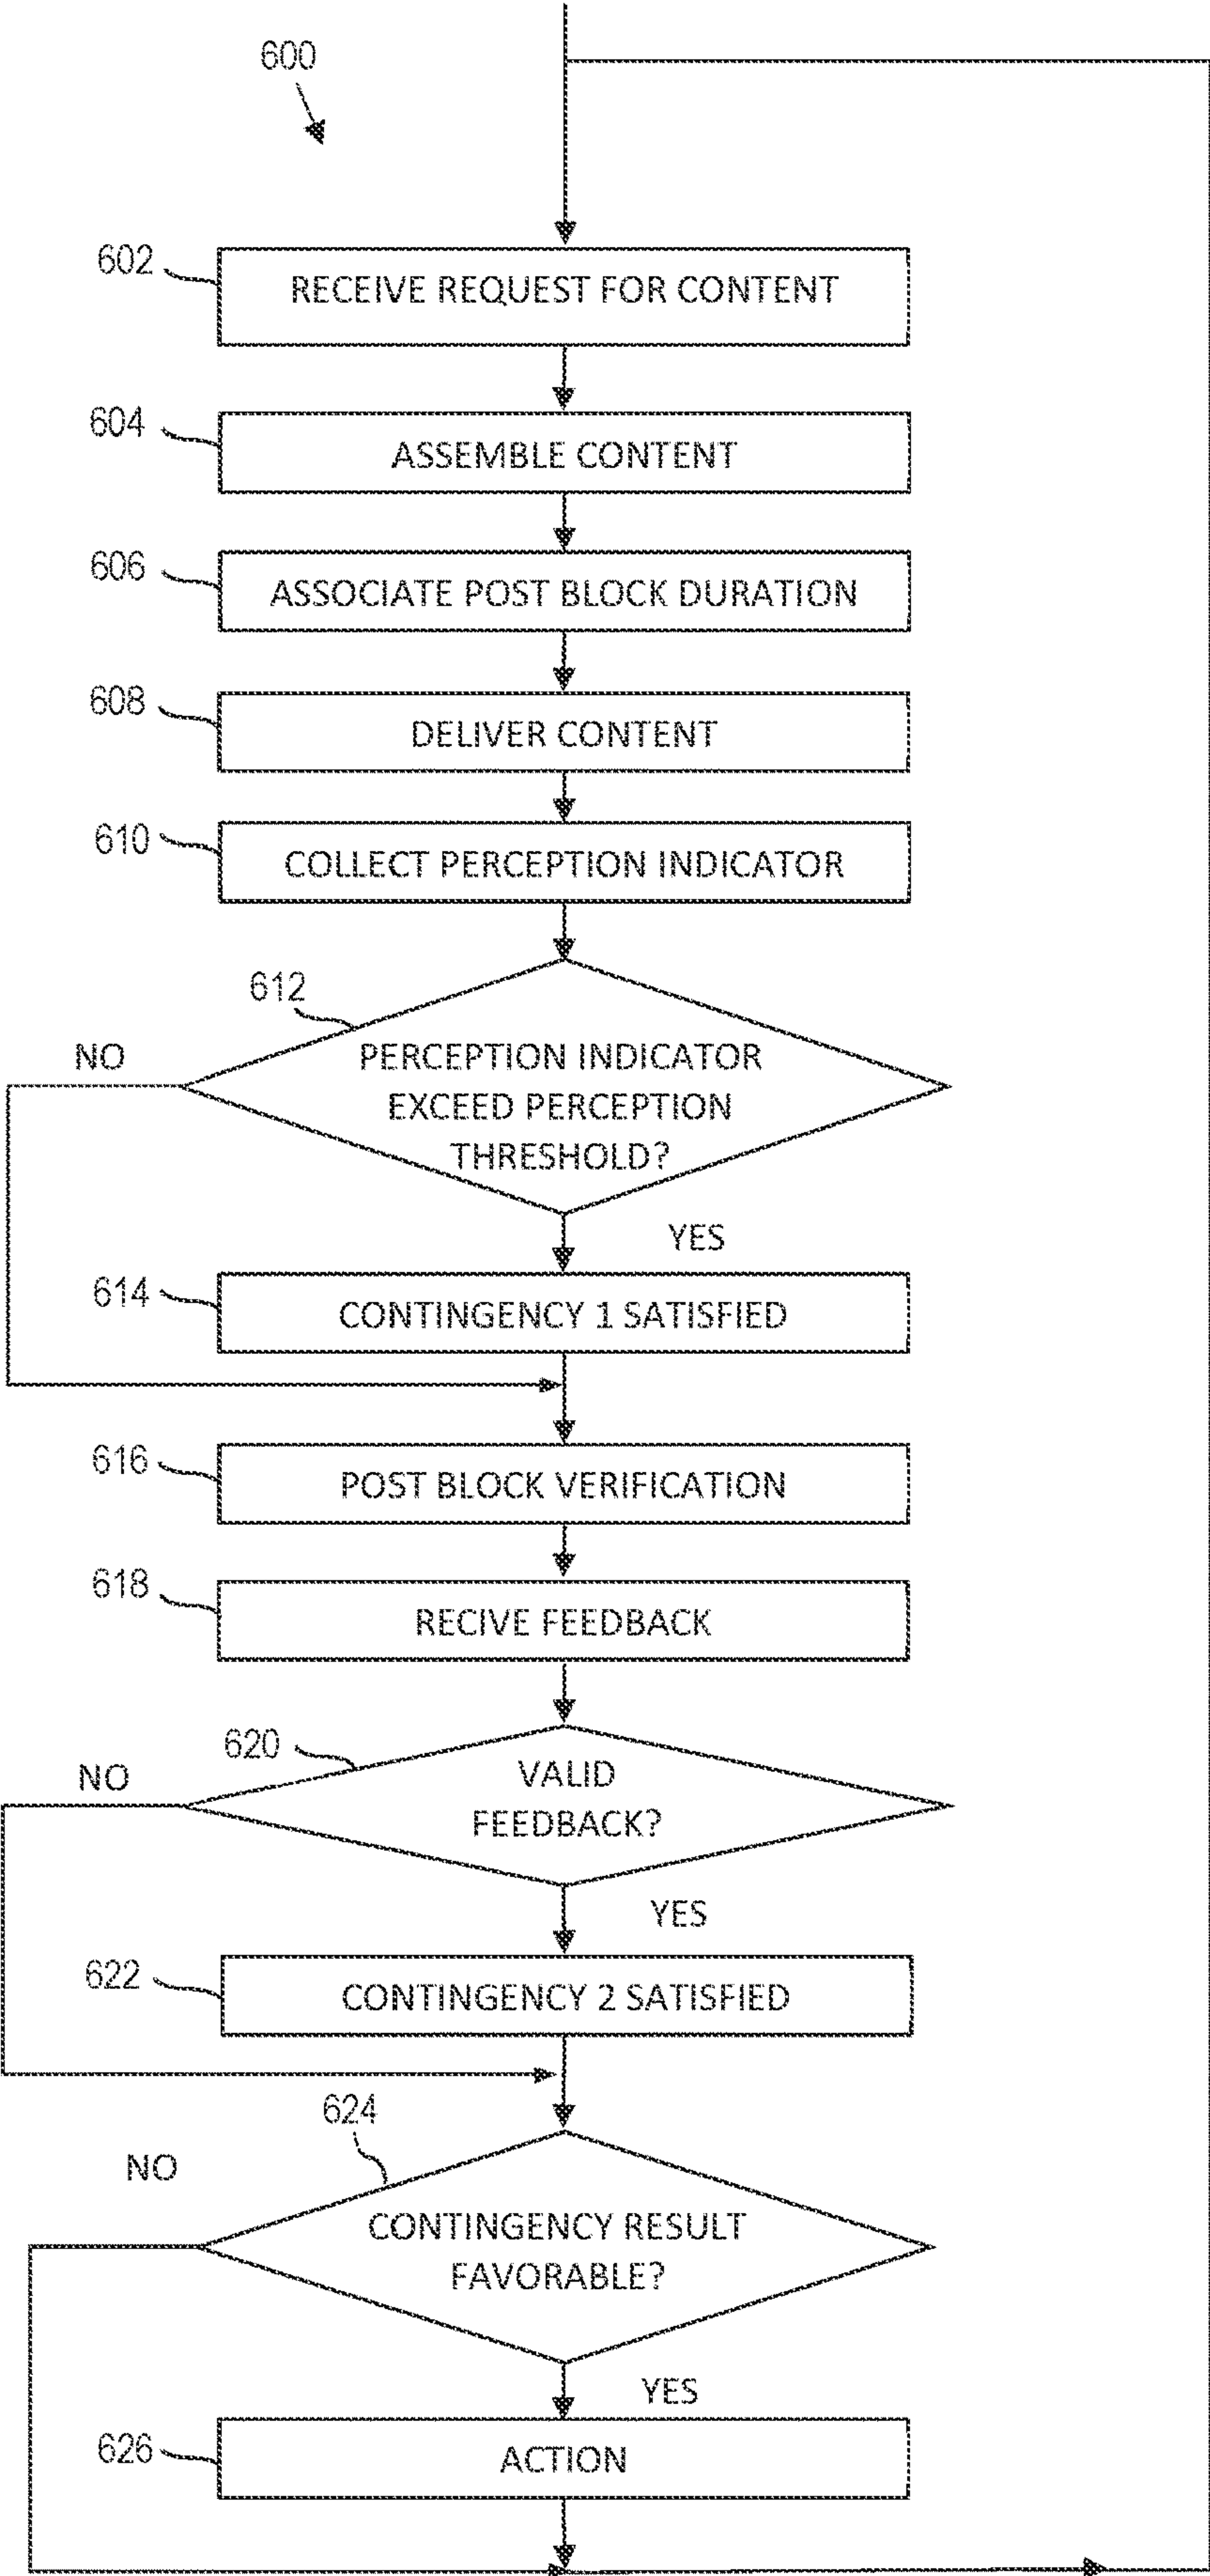 600
602
RECEIVE REQUEST FOR CONTENT
604
ASSEMBLE CONTENT
606
ASSOCIATE POST BLOCK DURATION
608
DELIVER CONTENT
610
COLLECT PERCEPTION INDICATOR
612
NO
PERCEPTION INDICATOR
EXCEED PERCEPTION
THRESHOLD?
YES
614
CONTINGENCY 1 SATISFIED
616
POST BLOCK VERIFICATION
618
RECIVE FEEDBACK
620
NO
VALID
FEEDBACK?
YES
622
CONTINGENCY 2 SATISFIED
624
NO
CONTINGENCY RESULT
FAVORABLE?
YES
626
ACTION